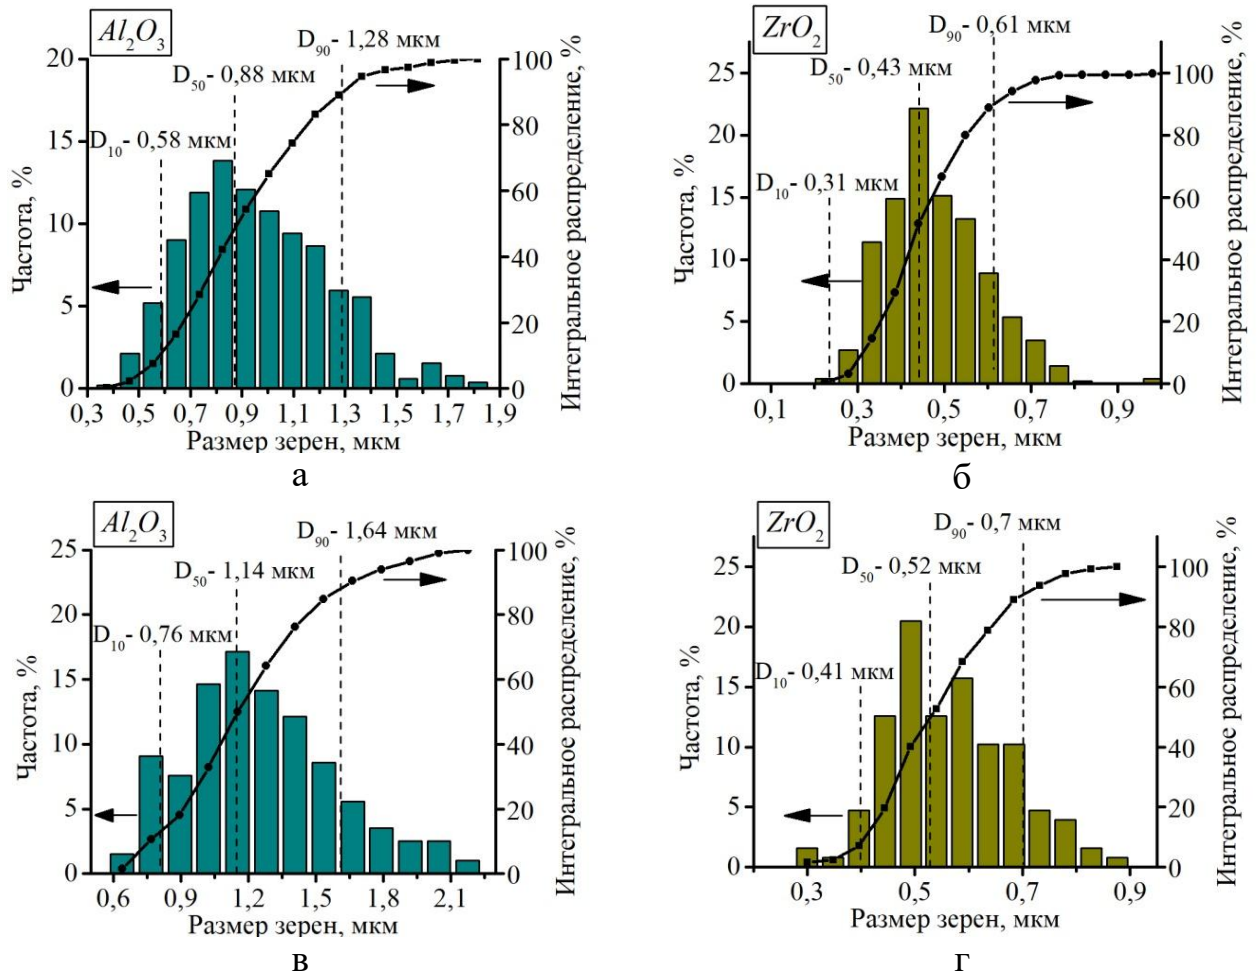 Al₂O₃
D₉₀- 1,28 мкм
D₅₀- 0,88 мкм
D₁₀- 0,58 мкм
Частота, %
20
15
10
5
0
Интегральное распределение, %
100
80
60
40
20
0
0,3 0,5 0,7 0,9 1,1 1,3 1,5 1,7 1,9
Размер зерен, мкм
а
ZrO₂
D₉₀- 0,61 мкм
D₅₀- 0,43 мкм
D₁₀- 0,31 мкм
Частота, %
25
20
15
10
5
0
Интегральное распределение, %
100
80
60
40
20
0
0,1 0,3 0,5 0,7 0,9
Размер зерен, мкм
б
Al₂O₃
D₉₀- 1,64 мкм
D₅₀- 1,14 мкм
D₁₀- 0,76 мкм
Частота, %
25
20
15
10
5
0
Интегральное распределение, %
100
80
60
40
20
0
0,6 0,9 1,2 1,5 1,8 2,1
Размер зерен, мкм
в
ZrO₂
D₉₀- 0,7 мкм
D₅₀- 0,52 мкм
D₁₀- 0,41 мкм
Частота, %
25
20
15
10
5
0
Интегральное распределение, %
100
80
60
40
20
0
0,3 0,5 0,7 0,9
Размер зерен, мкм
г